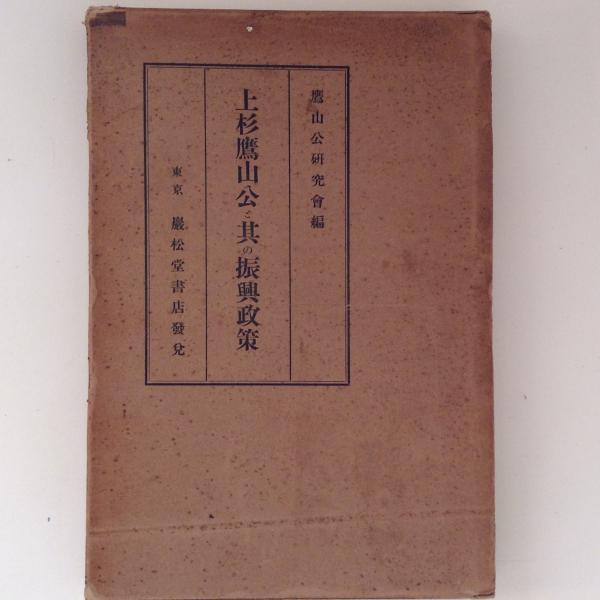 鷹山公研究會編
上杉鷹山公と其の振興政策
東京 巖松堂書店發兌